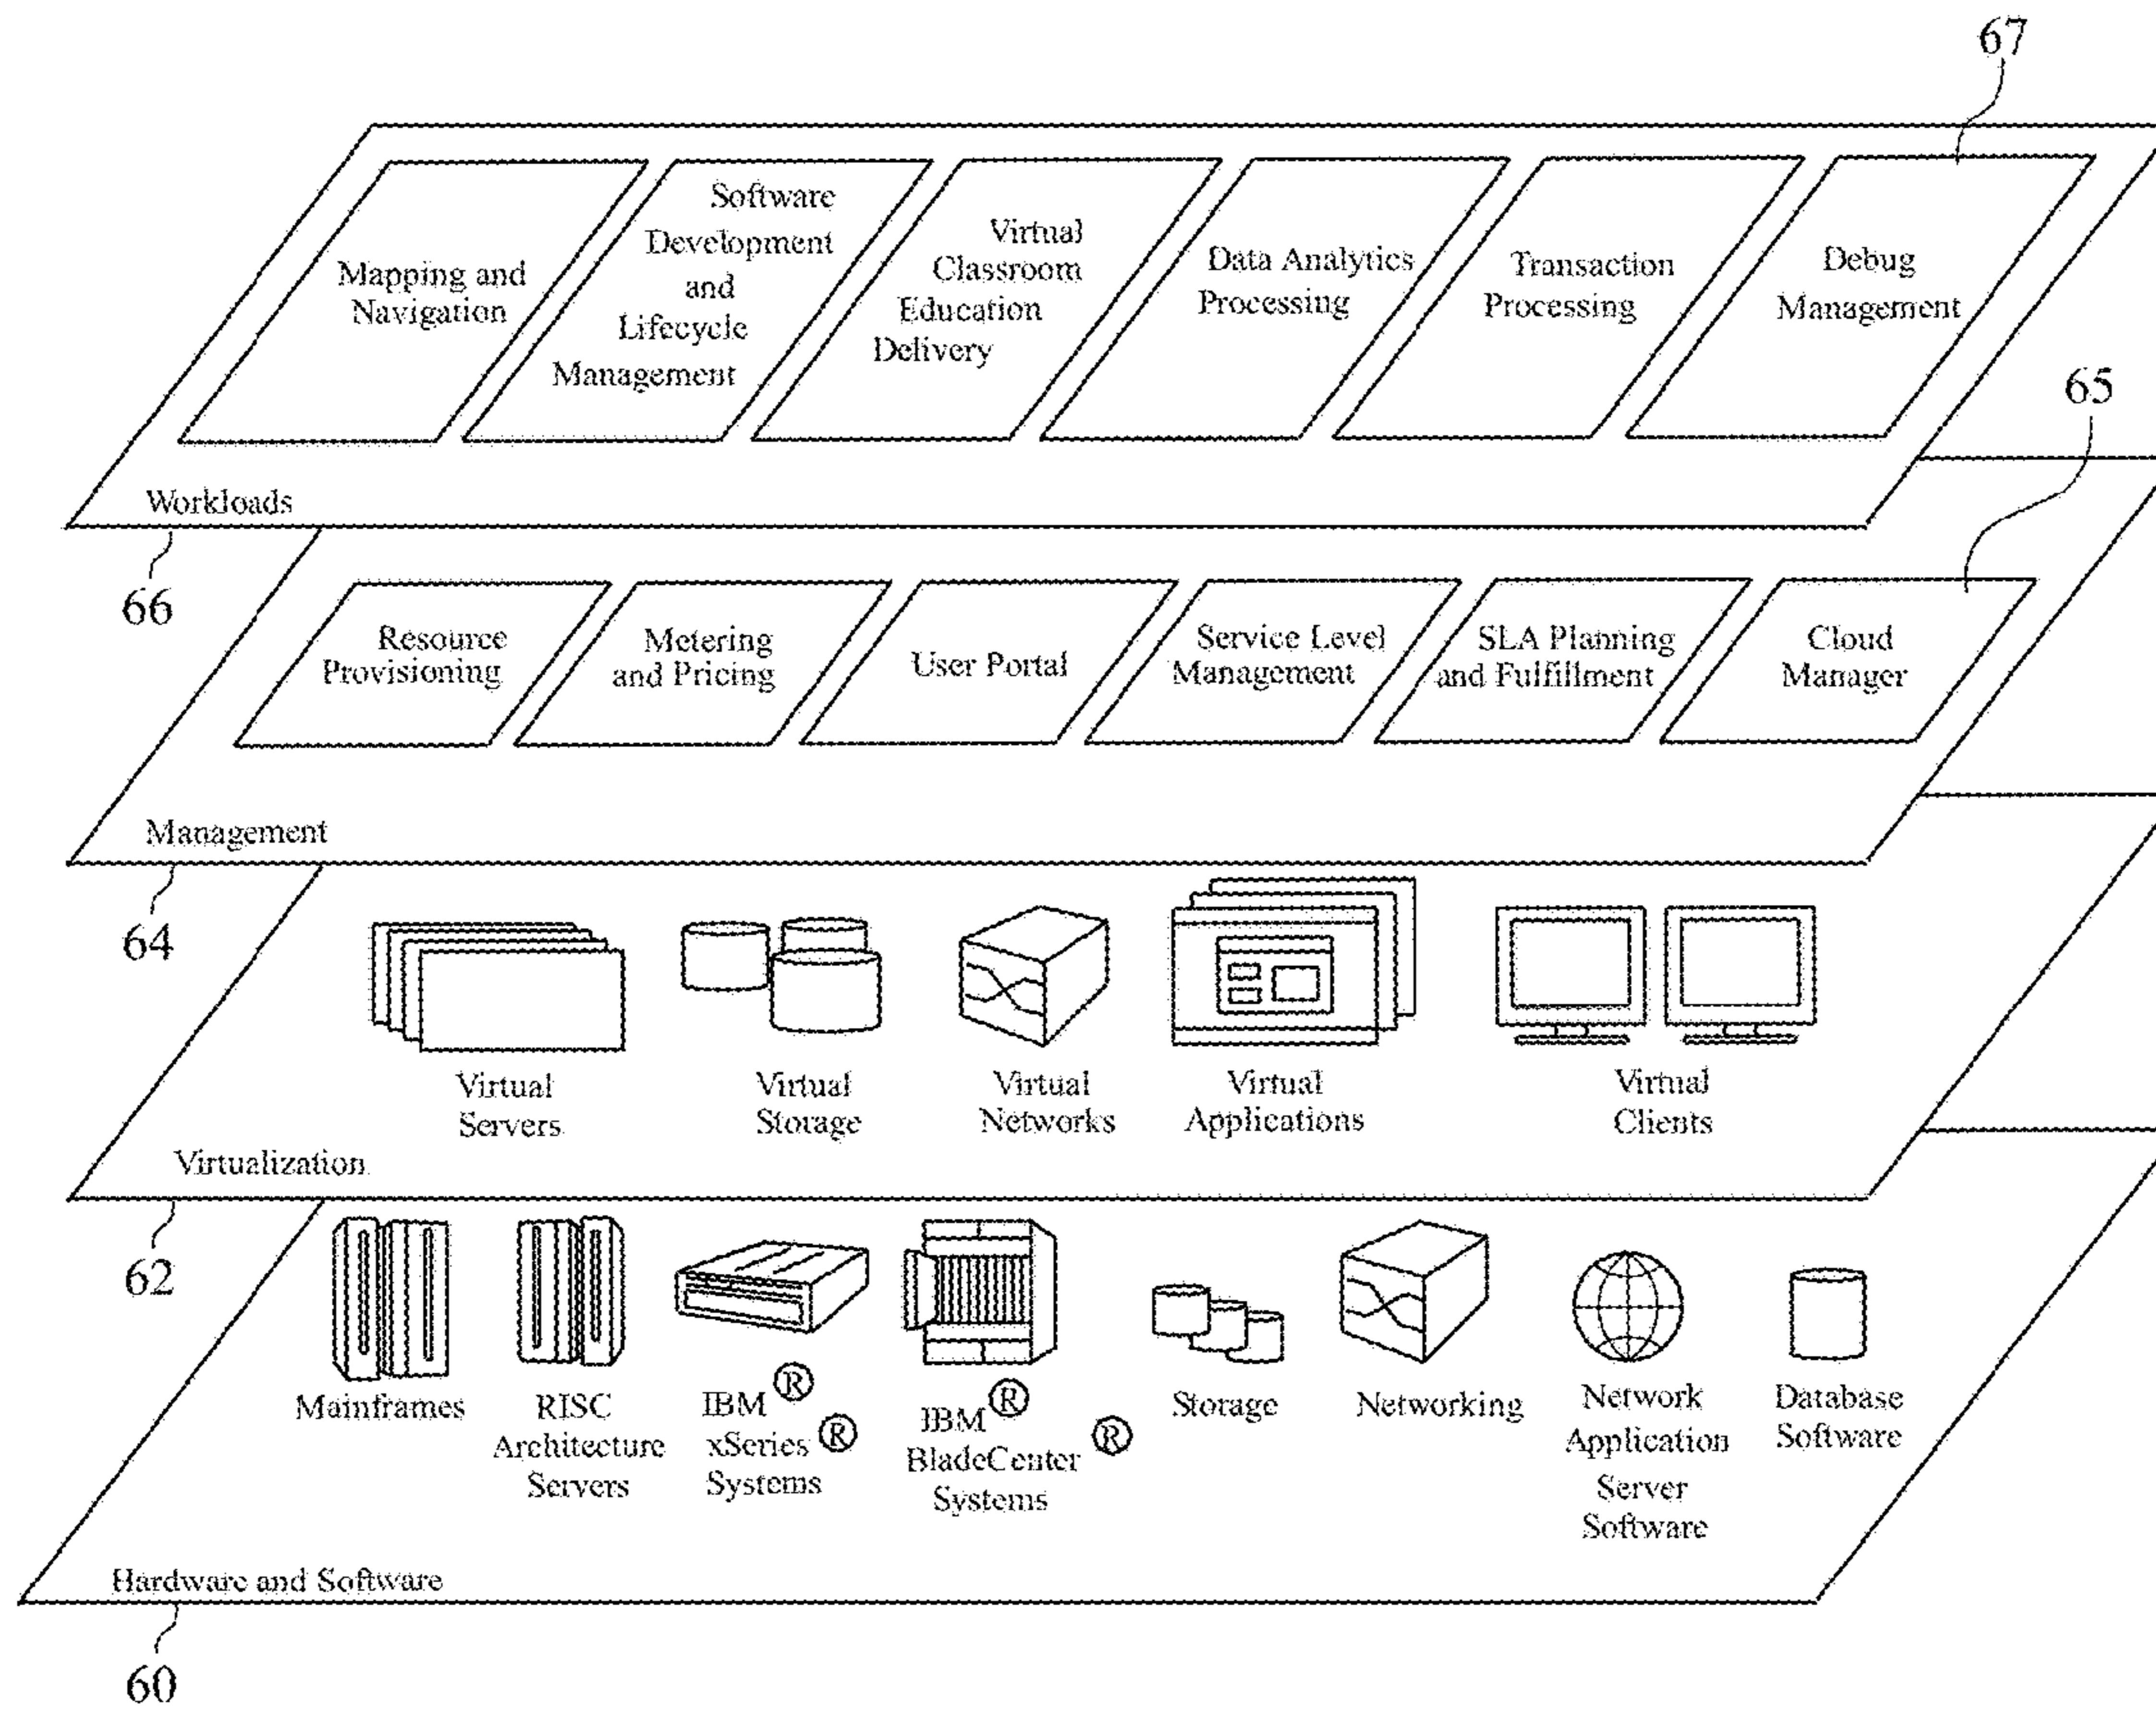 67
Mapping and
Navigation
Software
Development
and
Lifecycle
Management
Virtual
Classroom
Education
Delivery
Data Analytics
Processing
Transaction
Processing
Debug
Management
65
Workloads
66
Resource
Provisioning
Metering
and Pricing
User Portal
Service Level
Management
SLA Planning
and Fulfillment
Cloud
Manager
Management
64
Virtual
Servers
Virtual
Storage
Virtual
Networks
Virtual
Applications
Virtual
Clients
Virtualization
62
Mainframes
RISC
Architecture
Servers
IBM ®
xSeries ®
Systems
IBM ®
BladeCenter ®
Systems
Storage
Networking
Network
Application
Server
Software
Database
Software
Hardware and Software
60